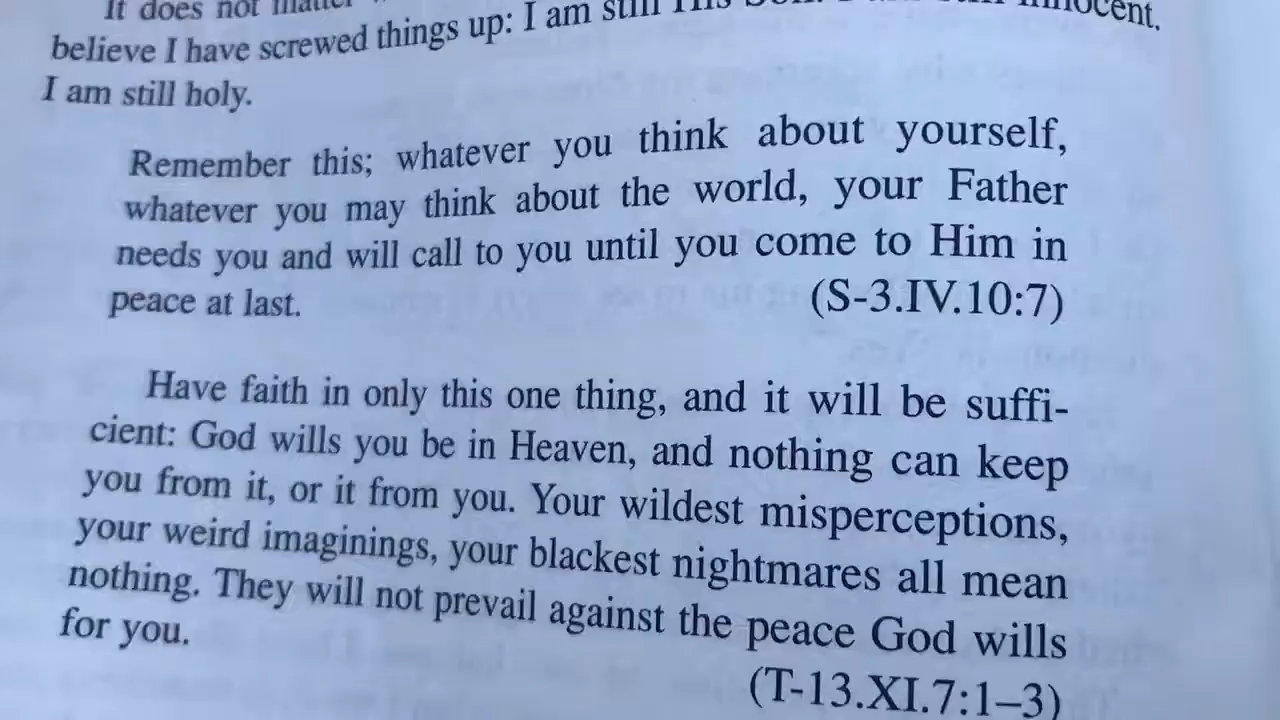 It does not matter
believe I have screwed things up: I am still His Son. I am still innocent.
I am still holy.
Remember this; whatever you think about yourself,
whatever you may think about the world, your Father
needs you and will call to you until you come to Him in
peace at last. (S-3.IV.10:7)
Have faith in only this one thing, and it will be suffi-
cient: God wills you be in Heaven, and nothing can keep
you from it, or it from you. Your wildest misperceptions,
your weird imaginings, your blackest nightmares all mean
nothing. They will not prevail against the peace God wills
for you.
(T-13.XI.7:1–3)